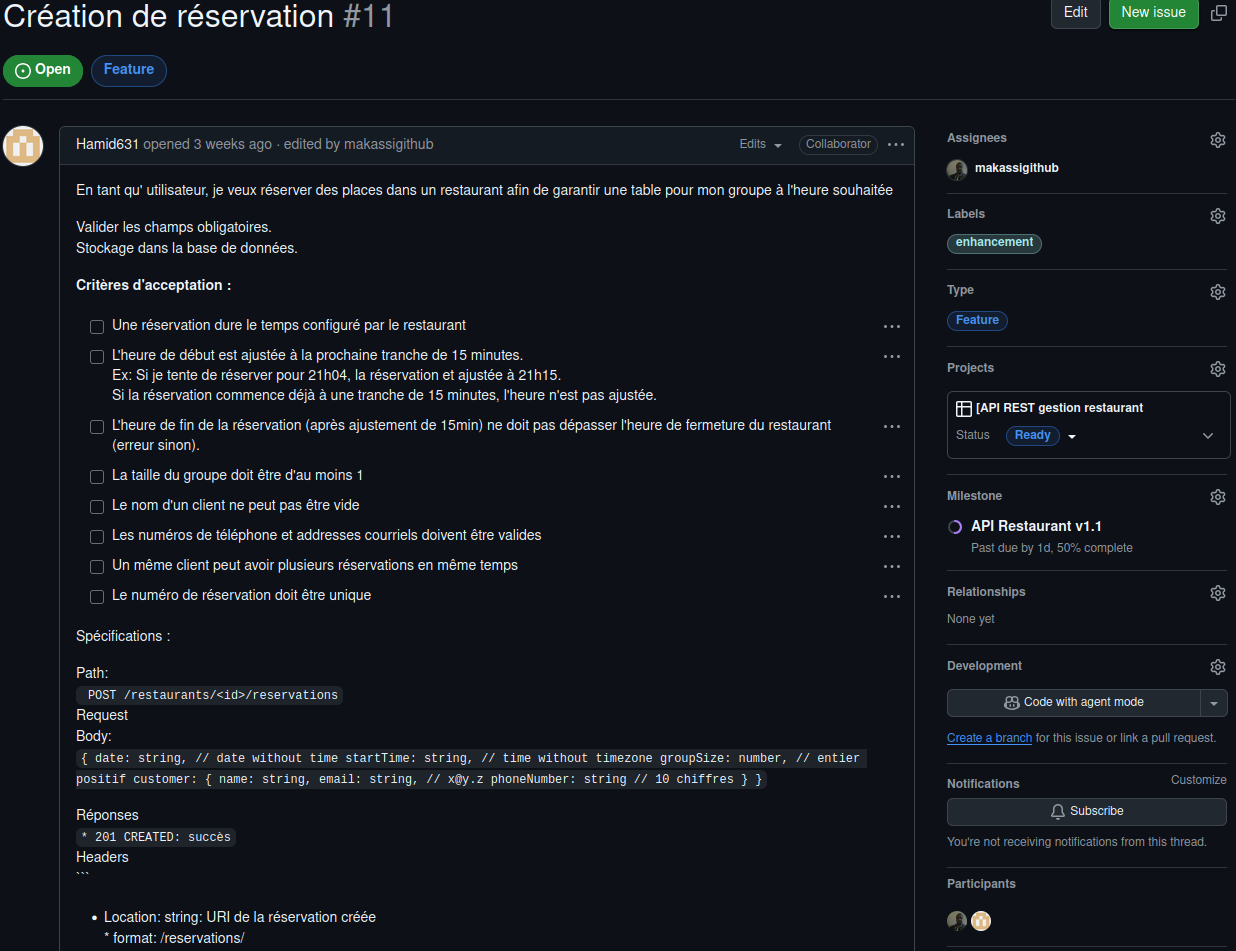 Création de réservation #11
Edit
New issue
Open
Feature
Hamid631 opened 3 weeks ago · edited by makassigithub
Edits
Collaborator
En tant qu' utilisateur, je veux réserver des places dans un restaurant afin de garantir une table pour mon groupe à l'heure souhaitée
Valider les champs obligatoires.
Stockage dans la base de données.
Critères d'acceptation :
Une réservation dure le temps configuré par le restaurant
L'heure de début est ajustée à la prochaine tranche de 15 minutes.
Ex: Si je tente de réserver pour 21h04, la réservation et ajustée à 21h15.
Si la réservation commence déjà à une tranche de 15 minutes, l'heure n'est pas ajustée.
L'heure de fin de la réservation (après ajustement de 15min) ne doit pas dépasser l'heure de fermeture du restaurant
(erreur sinon).
La taille du groupe doit être d'au moins 1
Le nom d'un client ne peut pas être vide
Les numéros de téléphone et addresses courriels doivent être valides
Un même client peut avoir plusieurs réservations en même temps
Le numéro de réservation doit être unique
Spécifications :
Path:
POST /restaurants/<id>/reservations
Request
Body:
{ date: string, // date without time startTime: string, // time without timezone groupSize: number, // entier
positif customer: { name: string, email: string, // x@y.z phoneNumber: string // 10 chiffres } }
Réponses
* 201 CREATED: succès
Headers
```
• Location: string: URI de la réservation créée
* format: /reservations/
Assignees
makassigithub
Labels
enhancement
Type
Feature
Projects
[API REST gestion restaurant
Status
Ready
Milestone
API Restaurant v1.1
Past due by 1d, 50% complete
Relationships
None yet
Development
Code with agent mode
Create a branch for this issue or link a pull request.
Notifications
Customize
Subscribe
You're not receiving notifications from this thread.
Participants